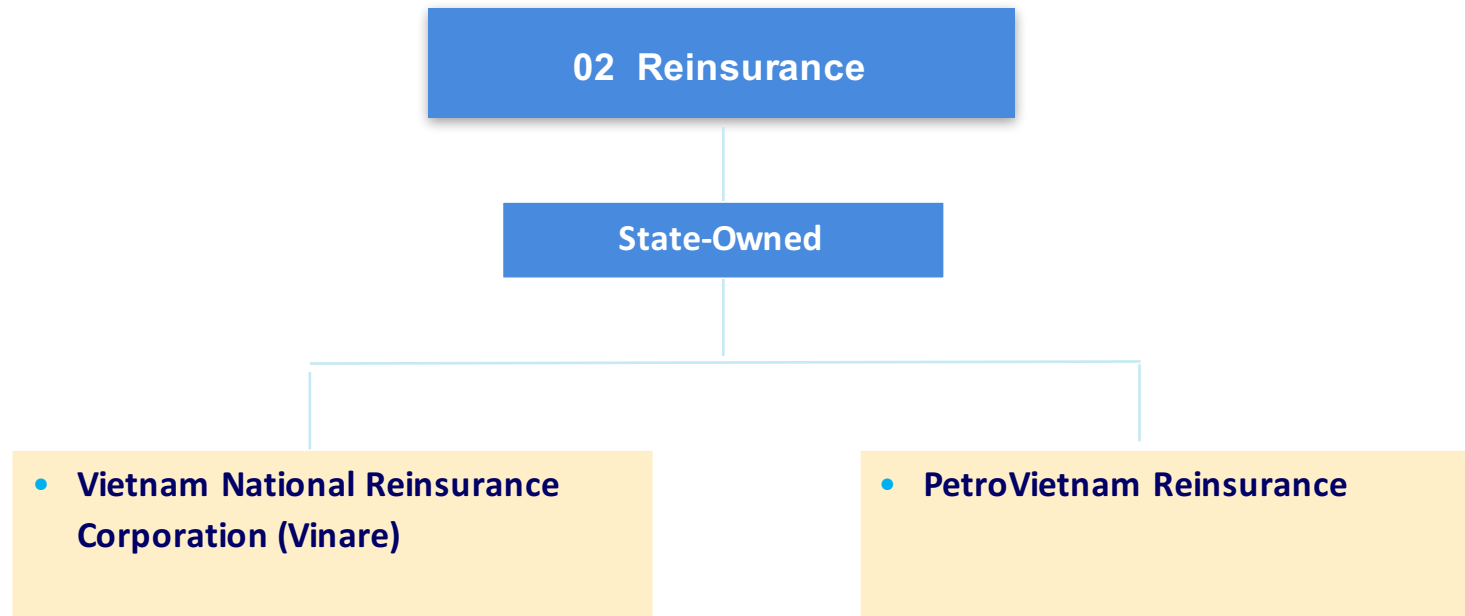 02 Reinsurance
State-Owned
• Vietnam National Reinsurance
Corporation (Vinare)
• PetroVietnam Reinsurance